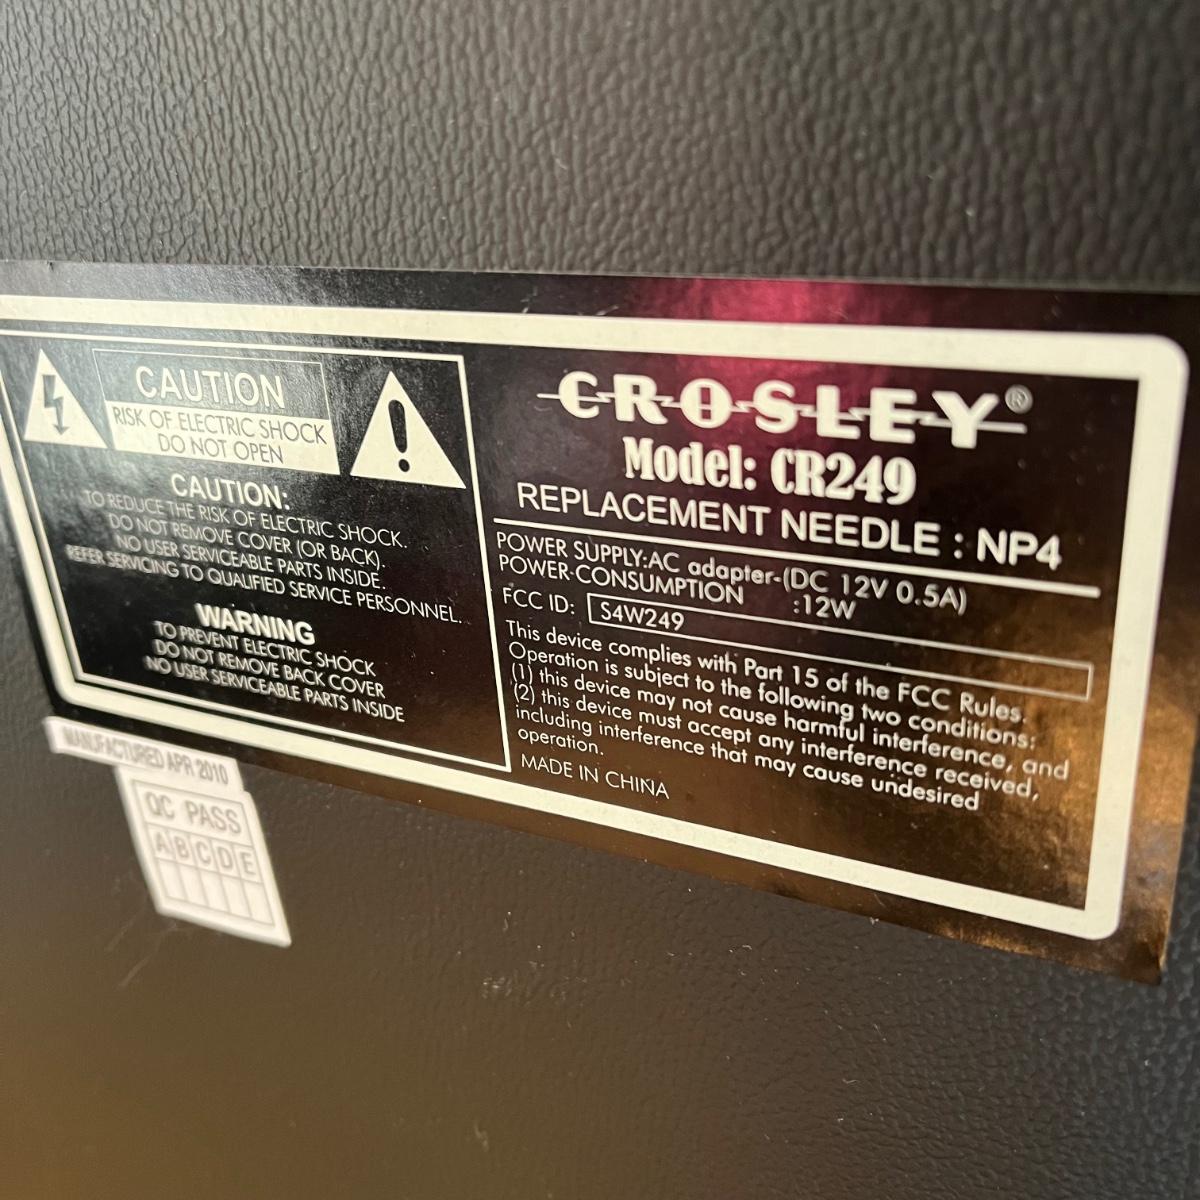 CAUTION
RISK OF ELECTRIC SHOCK
DO NOT OPEN
CAUTION:
TO REDUCE THE RISK OF ELECTRIC SHOCK.
DO NOT REMOVE COVER (OR BACK).
NO USER SERVICEABLE PARTS INSIDE.
REFER SERVICING TO QUALIFIED SERVICE PERSONNEL.
WARNING
TO PREVENT ELECTRIC SHOCK
DO NOT REMOVE BACK COVER
NO USER SERVICEABLE PARTS INSIDE
CROSLEY®
Model: CR249
REPLACEMENT NEEDLE : NP4
POWER SUPPLY:AC adapter-(DC 12V 0.5A)
POWER-CONSUMPTION :12W
FCC ID: S4W249
This device complies with Part 15 of the FCC Rules.
Operation is subject to the following two conditions:
(1) this device may not cause harmful interference, and
(2) this device must accept any interference received,
including interference that may cause undesired
operation.
MADE IN CHINA
MANUFACTURED APR 2010
QC PASS
A B C D E